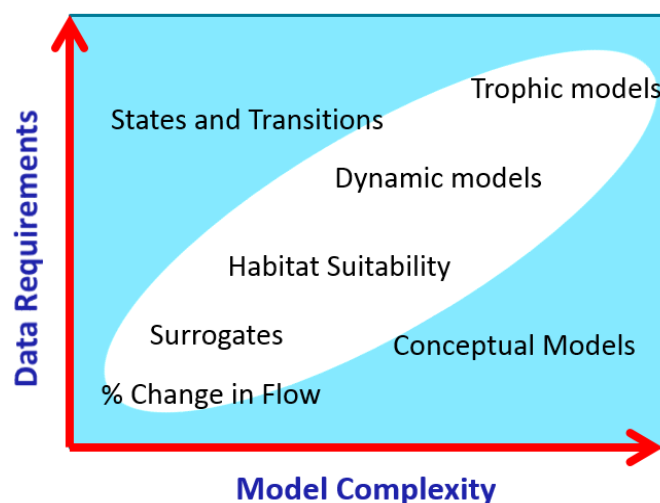 Trophic models
States and Transitions
Dynamic models
Habitat Suitability
Surrogates
Conceptual Models
% Change in Flow
Data Requirements
Model Complexity